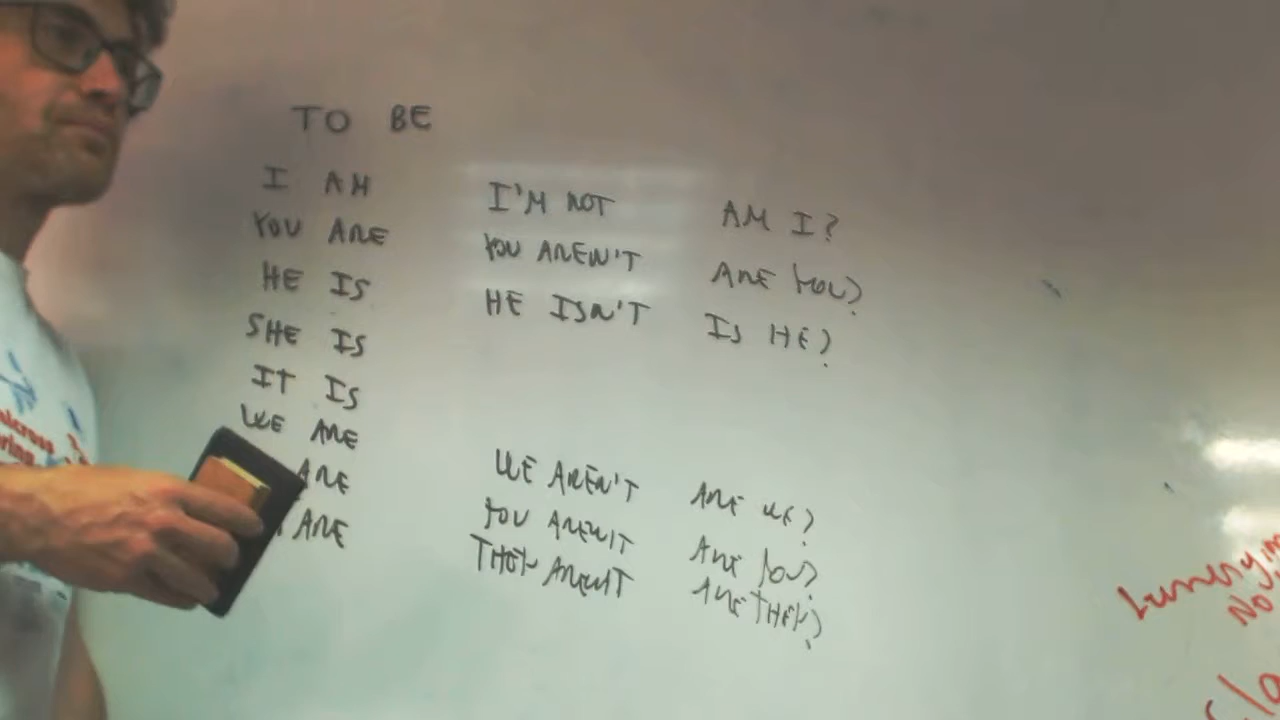 TO BE
I AM I'M NOT AM I?
YOU ARE YOU AREN'T ARE YOU?
HE IS HE ISN'T IS HE?
SHE IS
IT IS
WE ARE WE AREN'T ARE WE?
ARE YOU AREN'T ARE YOU?
ARE THEY AREN'T ARE THEY?
No